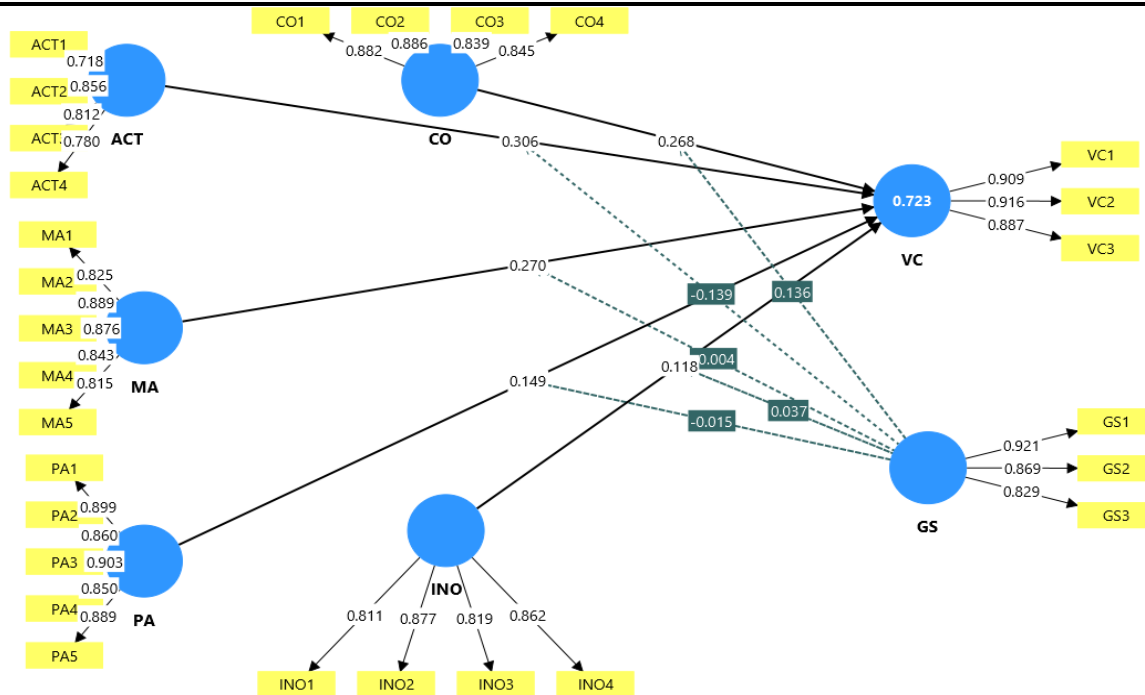 CO1 CO2 CO3 CO4
0.882 0.886 0.839 0.845
CO
ACT1
0.718
ACT2 0.856
0.812
0.780
ACT4
ACT
0.306
0.268
VC1
0.909
0.723
0.916
VC2
0.887
VC3
VC
MA1
0.825
MA2
0.889
MA3 0.876
0.843
MA4
0.815
MA5
MA
0.270
-0.139
0.136
0.004
0.118
0.149
0.037
-0.015
GS1
0.921
0.869
GS2
0.829
GS3
GS
PA1
0.899
PA2
0.860
PA3 0.903
0.850
PA4
0.889
PA5
PA
INO
0.811 0.877 0.819 0.862
INO1 INO2 INO3 INO4